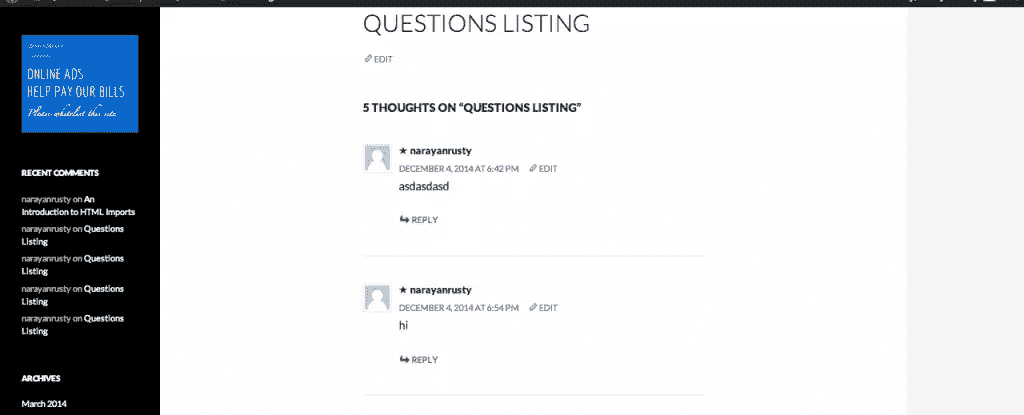 ONLINE ADS
HELP PAY OUR BILLS
Please whitelist this site
RECENT COMMENTS
narayanrusty on An
Introduction to HTML Imports
narayanrusty on Questions
Listing
narayanrusty on Questions
Listing
narayanrusty on Questions
Listing
narayanrusty on Questions
Listing
ARCHIVES
March 2014
QUESTIONS LISTING
EDIT
5 THOUGHTS ON “QUESTIONS LISTING”
★ narayanrusty
DECEMBER 4, 2014 AT 6:42 PM EDIT
asdasdasd
REPLY
★ narayanrusty
DECEMBER 4, 2014 AT 6:54 PM EDIT
hi
REPLY